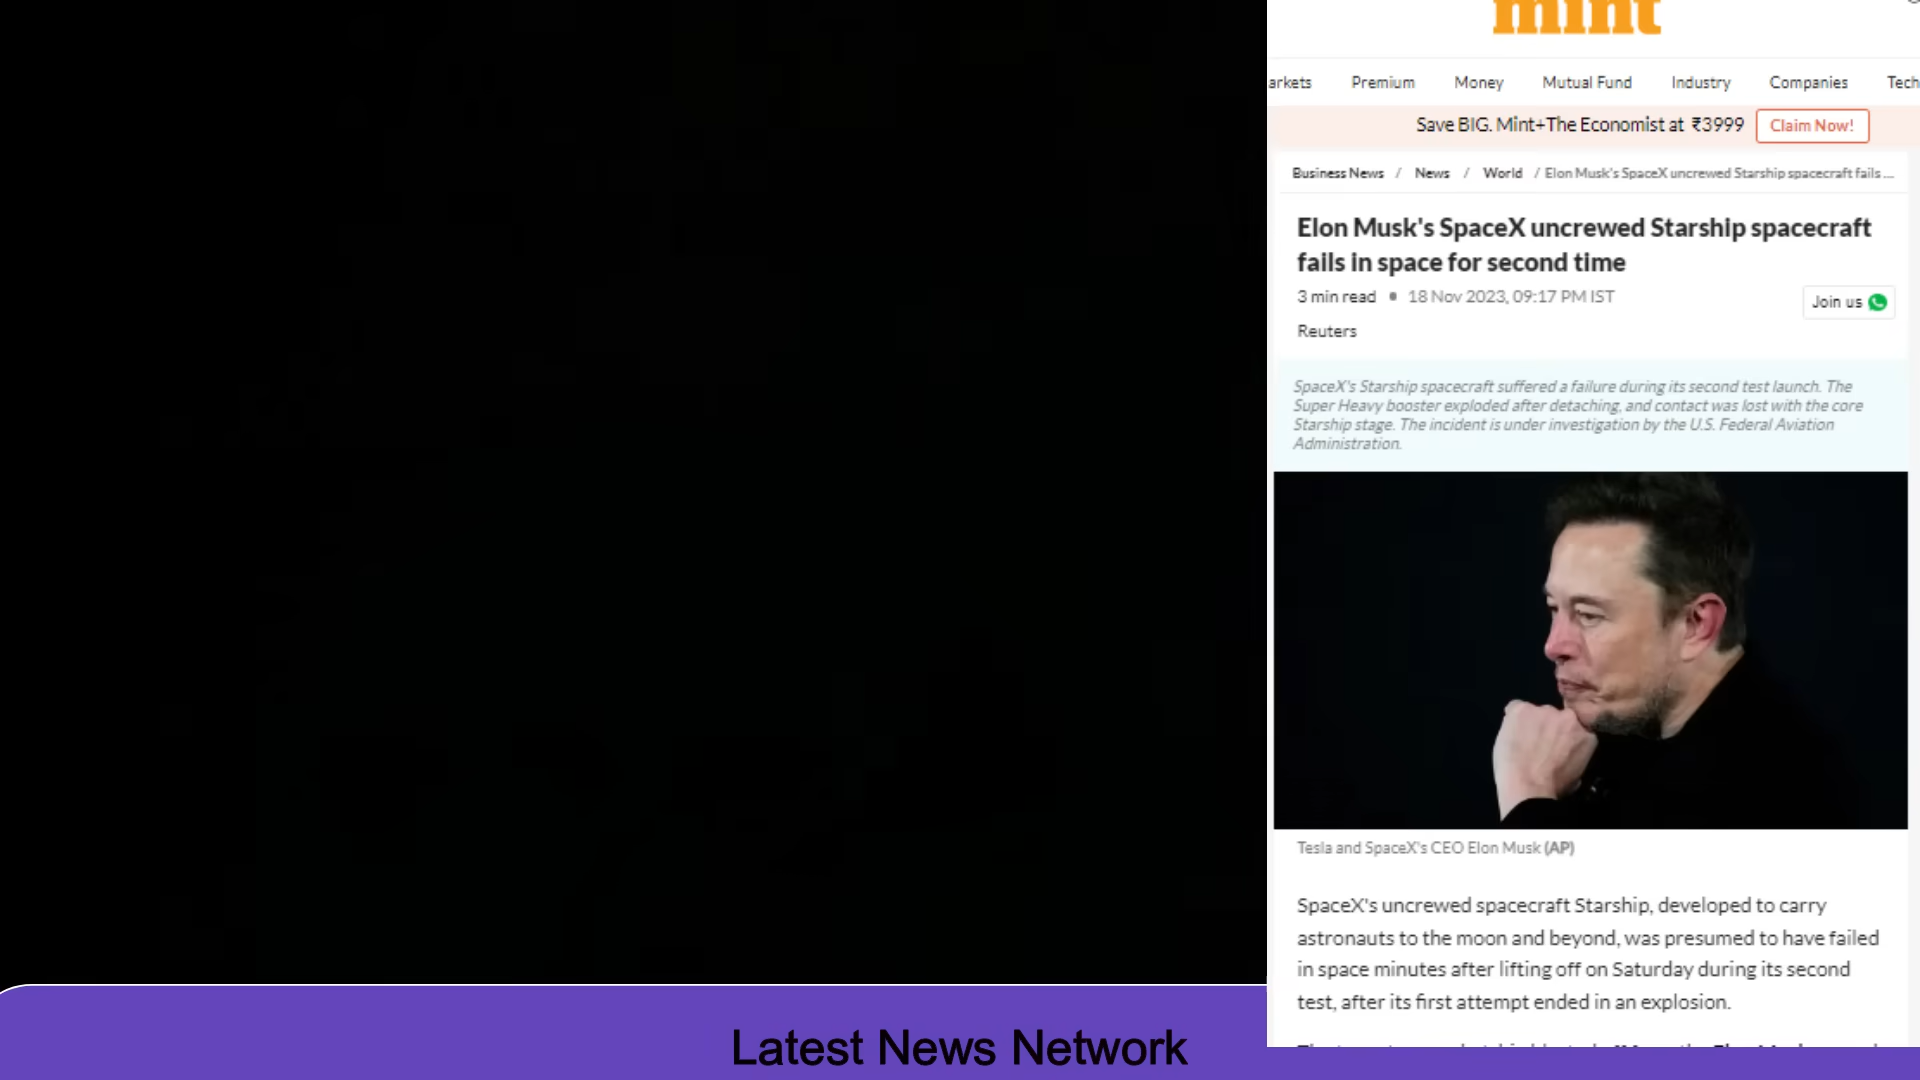 mint
arkets Premium Money Mutual Fund Industry Companies Tech
Save BIG. Mint+The Economist at ₹3999 Claim Now!
Business News / News / World / Elon Musk's SpaceX uncrewed Starship spacecraft fails ...
Elon Musk's SpaceX uncrewed Starship spacecraft
fails in space for second time
3 min read • 18 Nov 2023, 09:17 PM IST
Join us
Reuters
SpaceX's Starship spacecraft suffered a failure during its second test launch. The
Super Heavy booster exploded after detaching, and contact was lost with the core
Starship stage. The incident is under investigation by the U.S. Federal Aviation
Administration.
Tesla and SpaceX's CEO Elon Musk (AP)
SpaceX's uncrewed spacecraft Starship, developed to carry
astronauts to the moon and beyond, was presumed to have failed
in space minutes after lifting off on Saturday during its second
test, after its first attempt ended in an explosion.
Latest News Network